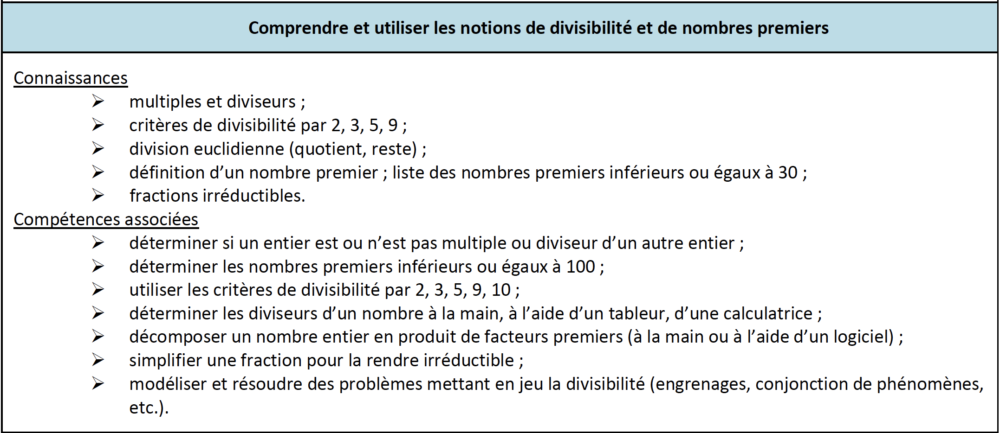 Comprendre et utiliser les notions de divisibilité et de nombres premiers
Connaissances
➢ multiples et diviseurs ;
➢ critères de divisibilité par 2, 3, 5, 9 ;
➢ division euclidienne (quotient, reste) ;
➢ définition d’un nombre premier ; liste des nombres premiers inférieurs ou égaux à 30 ;
➢ fractions irréductibles.
Compétences associées
➢ déterminer si un entier est ou n’est pas multiple ou diviseur d’un autre entier ;
➢ déterminer les nombres premiers inférieurs ou égaux à 100 ;
➢ utiliser les critères de divisibilité par 2, 3, 5, 9, 10 ;
➢ déterminer les diviseurs d’un nombre à la main, à l’aide d’un tableur, d’une calculatrice ;
➢ décomposer un nombre entier en produit de facteurs premiers (à la main ou à l’aide d’un logiciel) ;
➢ simplifier une fraction pour la rendre irréductible ;
➢ modéliser et résoudre des problèmes mettant en jeu la divisibilité (engrenages, conjonction de phénomènes,
etc.).